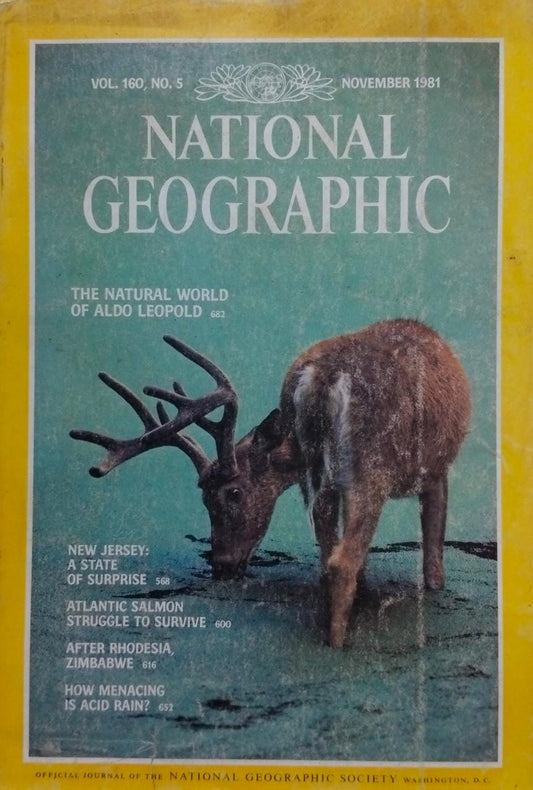 VOL. 160, NO. 5 NOVEMBER 1981
NATIONAL
GEOGRAPHIC
THE NATURAL WORLD
OF ALDO LEOPOLD 682
NEW JERSEY:
A STATE
OF SURPRISE 568
ATLANTIC SALMON
STRUGGLE TO SURVIVE 600
AFTER RHODESIA,
ZIMBABWE 616
HOW MENACING
IS ACID RAIN? 652
OFFICIAL JOURNAL OF THE NATIONAL GEOGRAPHIC SOCIETY WASHINGTON, D.C.